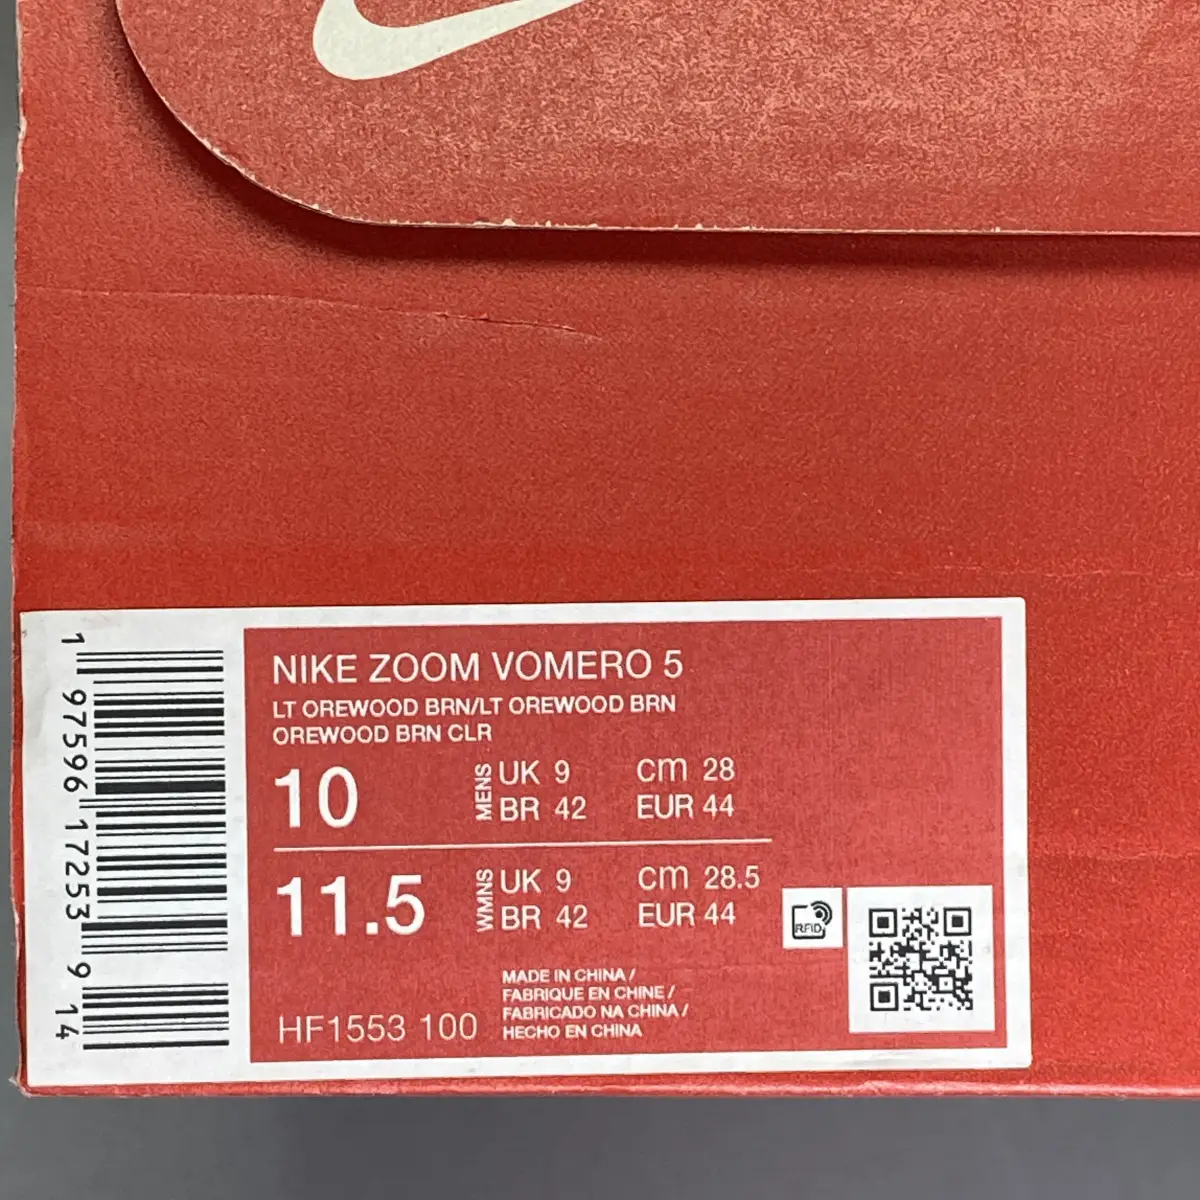 NIKE ZOOM VOMERO 5
LT OREWOOD BRN/LT OREWOOD BRN
OREWOOD BRN CLR
10 MENS UK 9 cm 28
BR 42 EUR 44
11.5 WMNS UK 9 cm 28.5
BR 42 EUR 44
MADE IN CHINA /
FABRIQUE EN CHINE /
FABRICADO NA CHINA /
HECHO EN CHINA
HF1553 100
RFID
1 97596 17253 9 14